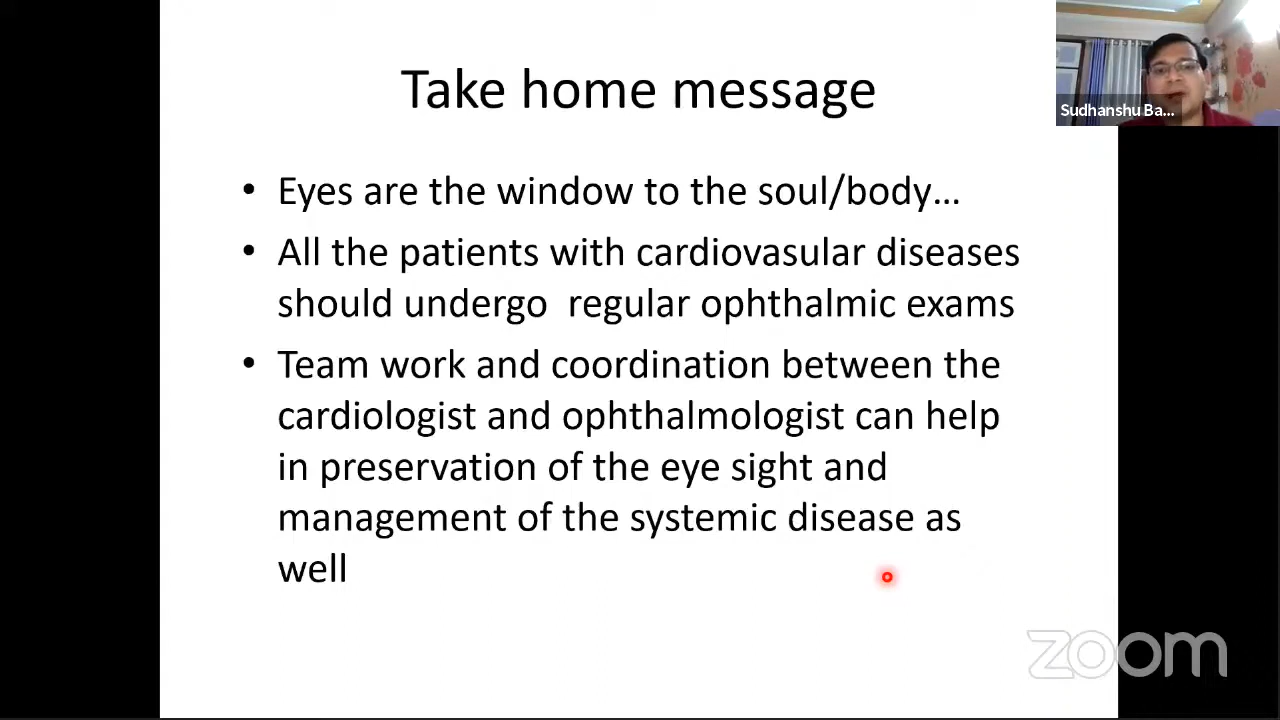 Take home message
Sudhanshu Ba...
• Eyes are the window to the soul/body...
• All the patients with cardiovasular diseases
should undergo  regular ophthalmic exams
• Team work and coordination between the
cardiologist and ophthalmologist can help
in preservation of the eye sight and
management of the systemic disease as
well
zoom